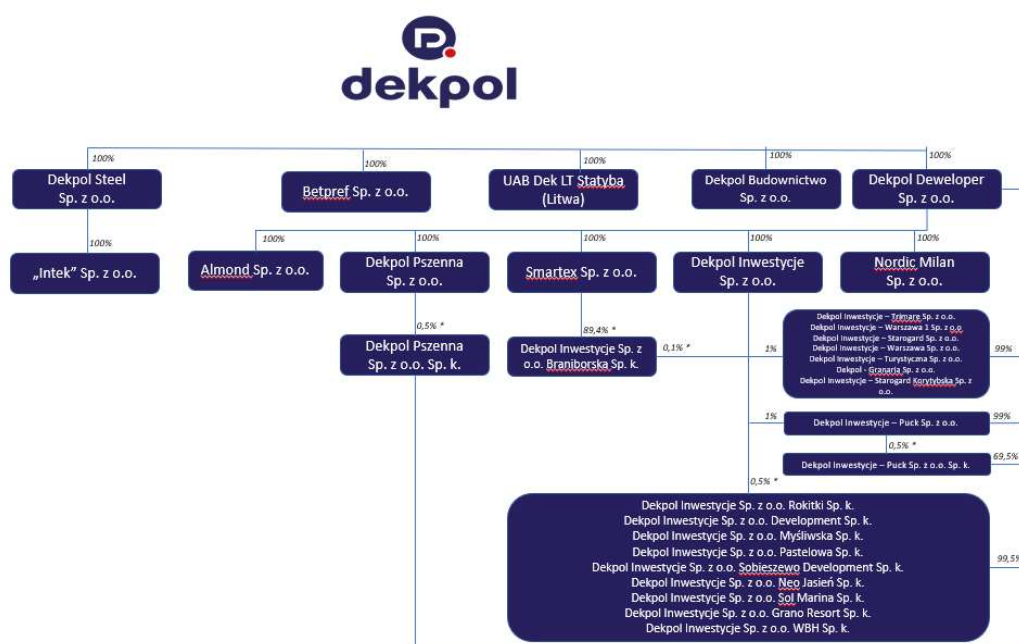 dekpol
100%
100%
100%
100%
100%
Dekpol Steel
Sp. z o.o.
Betpref Sp. z o.o.
UAB Dek LT Statyba
(Litwa)
Dekpol Budownictwo
Sp. z o.o.
Dekpol Deweloper
Sp. z o.o.
100%
100%
100%
100%
100%
100%
„Intek” Sp. z o.o.
Almond Sp. z o.o.
Dekpol Pszenna
Sp. z o.o.
Smartex Sp. z o.o.
Dekpol Inwestycje
Sp. z o.o.
Nordic Milan
Sp. z o.o.
0,5% *
89,4% *
Dekpol Pszenna
Sp. z o.o. Sp. k.
Dekpol Inwestycje Sp. z
o.o. Braniborska Sp. k.
0,1% *
1%
Dekpol Inwestycje – Trimare Sp. z o.o.
Dekpol Inwestycje – Warszawa 1 Sp. z o.o
Dekpol Inwestycje – Starogard Sp. z o.o.
Dekpol Inwestycje – Warszawa Sp. z o.o.
Dekpol Inwestycje – Turystyczna Sp. z o.o.
Dekpol - Granaria Sp. z o.o.
Dekpol Inwestycje – Starogard Korytybska Sp. z
o.o.
99%
1%
Dekpol Inwestycje – Puck Sp. z o.o.
99%
0,5% *
Dekpol Inwestycje – Puck Sp. z o.o. Sp. k.
69,5%
0,5% *
Dekpol Inwestycje Sp. z o.o. Rokitki Sp. k.
Dekpol Inwestycje Sp. z o.o. Development Sp. k.
Dekpol Inwestycje Sp. z o.o. Myśliwska Sp. k.
Dekpol Inwestycje Sp. z o.o. Pastelowa Sp. k.
Dekpol Inwestycje Sp. z o.o. Sobieszewo Development Sp. k.
Dekpol Inwestycje Sp. z o.o. Neo Jasień Sp. k.
Dekpol Inwestycje Sp. z o.o. Sol Marina Sp. k.
Dekpol Inwestycje Sp. z o.o. Grano Resort Sp. k.
Dekpol Inwestycje Sp. z o.o. WBH Sp. k.
99,5%